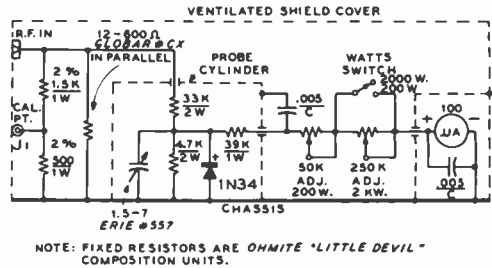 VENTILATED SHIELD COVER
R.F. IN
12-600 Ω
GLOBAR #CX
IN PARALLEL
2 %
1.5K
1W
CAL.
PT.
J1
2 %
500
1W
PROBE
CYLINDER
33K
2W
4.7K
2W
1N34
+
39K
1W
1.5-7
ERIE #557
.005
C
WATTS
SWITCH
2000 W.
200 W.
50K
ADJ.
200 W.
250K
ADJ.
2 KW.
+
100
UA
-
.005
C
CHASSIS
NOTE: FIXED RESISTORS ARE OHMITE "LITTLE DEVIL"
COMPOSITION UNITS.